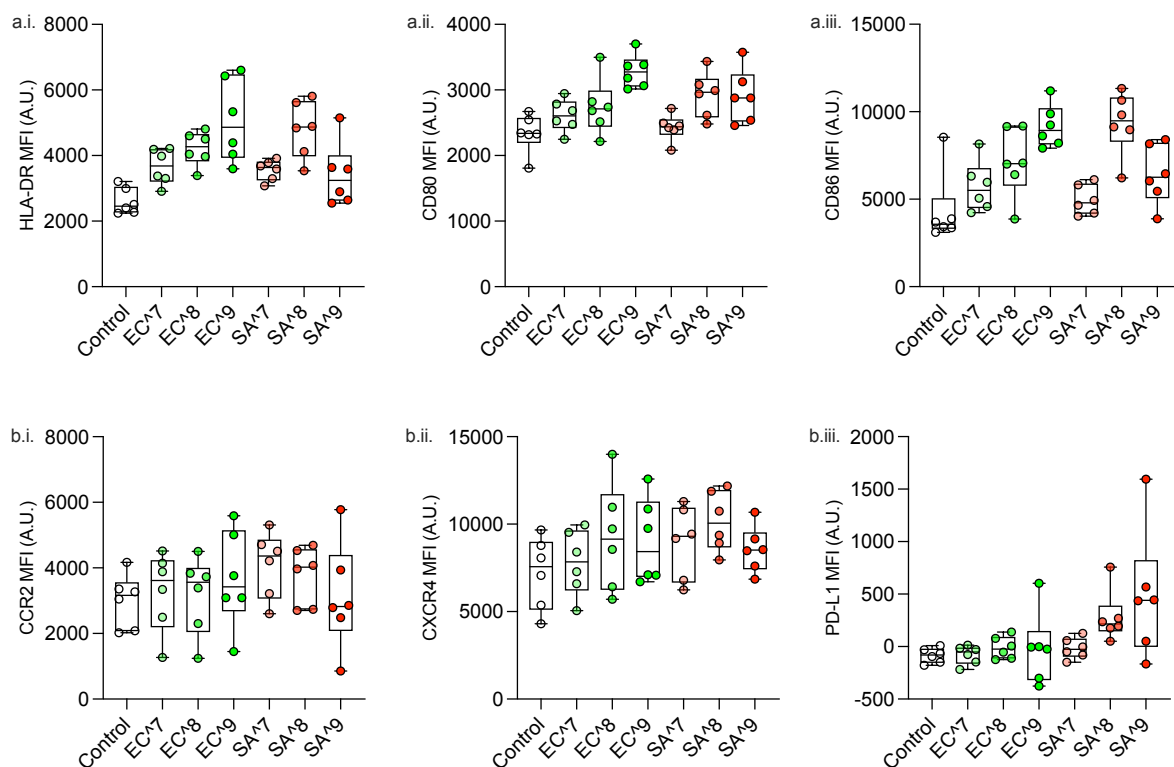 a.i.
8000
6000
4000
2000
0
HLA-DR MFI (A.U.)
Control
EC^7
EC^8
EC^9
SA^7
SA^8
SA^9
a.ii.
4000
3000
2000
1000
0
CD80 MFI (A.U.)
Control
EC^7
EC^8
EC^9
SA^7
SA^8
SA^9
a.iii.
15000
10000
5000
0
CD86 MFI (A.U.)
Control
EC^7
EC^8
EC^9
SA^7
SA^8
SA^9
b.i.
8000
6000
4000
2000
0
CCR2 MFI (A.U.)
Control
EC^7
EC^8
EC^9
SA^7
SA^8
SA^9
b.ii.
15000
10000
5000
0
CXCR4 MFI (A.U.)
Control
EC^7
EC^8
EC^9
SA^7
SA^8
SA^9
b.iii.
2000
1500
1000
500
0
-500
PD-L1 MFI (A.U.)
Control
EC^7
EC^8
EC^9
SA^7
SA^8
SA^9